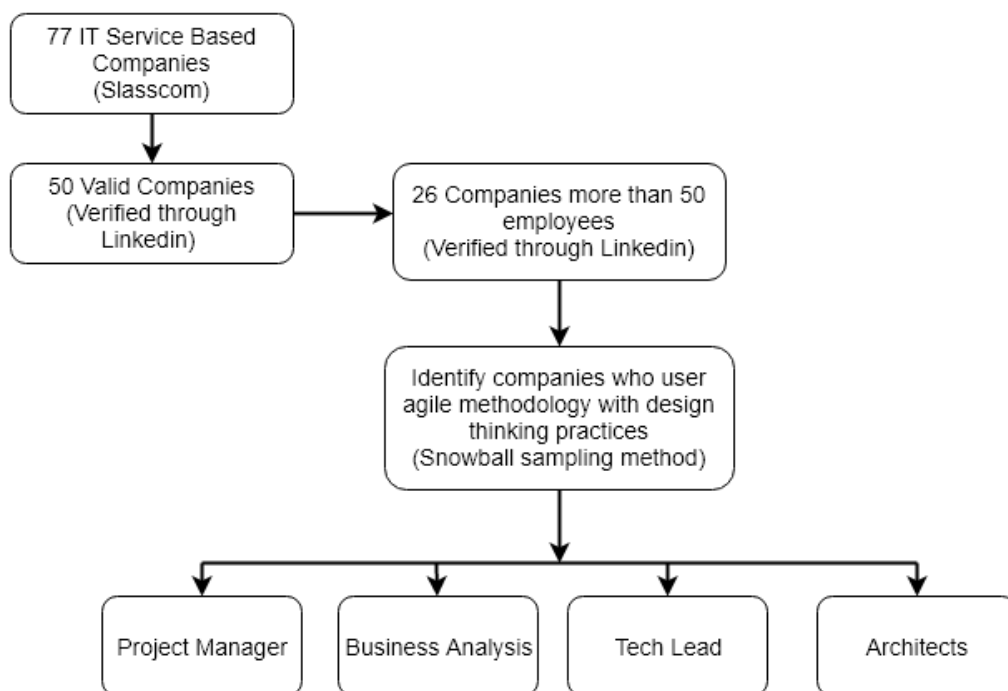 77 IT Service Based
Companies
(Slasscom)
50 Valid Companies
(Verified through
Linkedin)
26 Companies more than 50
employees
(Verified through Linkedin)
Identify companies who user
agile methodology with design
thinking practices
(Snowball sampling method)
Project Manager
Business Analysis
Tech Lead
Architects